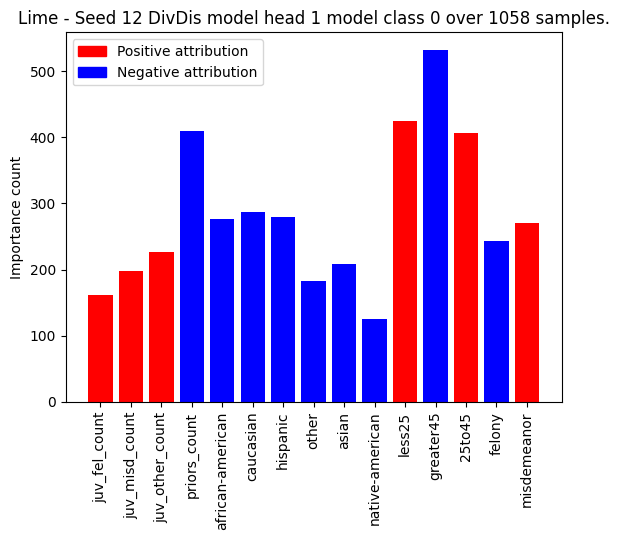 Lime - Seed 12 DivDis model head 1 model class 0 over 1058 samples.
Positive attribution
Negative attribution
Importance count
500
400
300
200
100
0
juv_fel_count
juv_misd_count
juv_other_count
priors_count
african-american
caucasian
hispanic
other
asian
native-american
less25
greater45
25to45
felony
misdemeanor